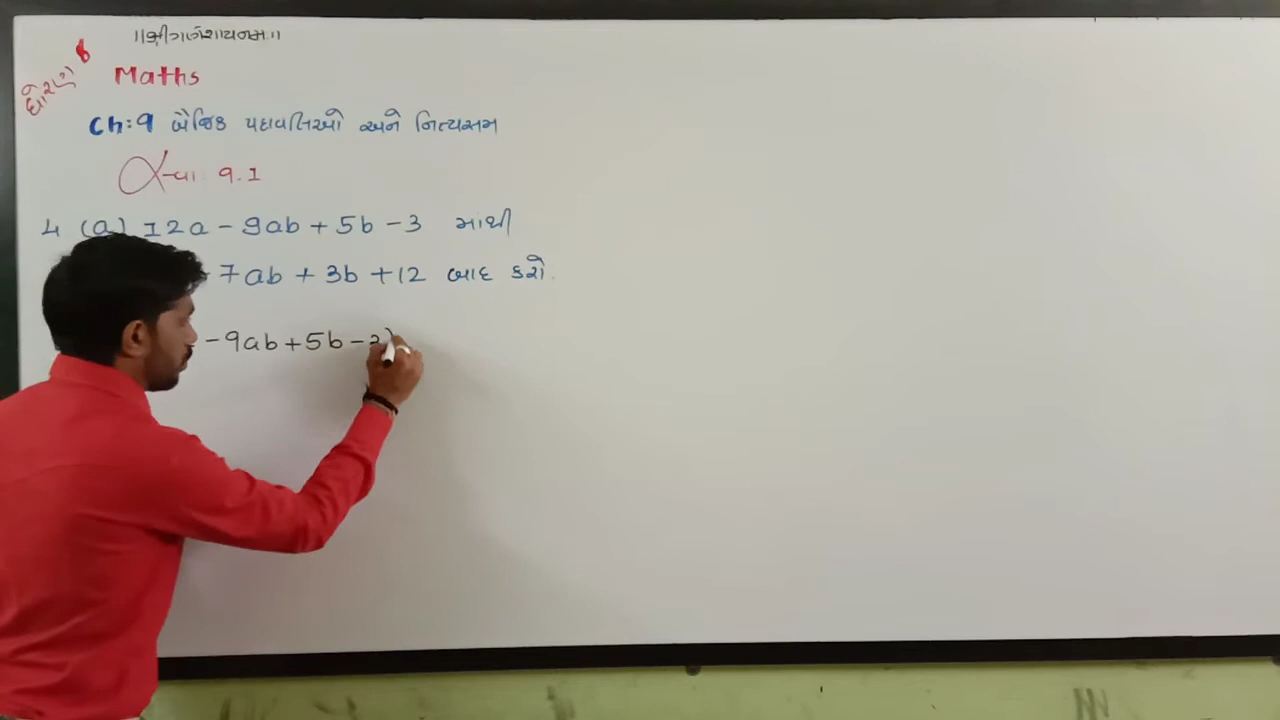 ॥શ્રી ગણેશાય નમઃ॥
ધોરણ 8
Maths
Ch:9 બૈજિક પદાવલિઓ અને નિત્યસમ
સ્વા. 9.1
4 (a) 12a - 9ab + 5b - 3 માંથી
7ab + 3b + 12 બાદ કરો.
- 9ab + 5b - 3)